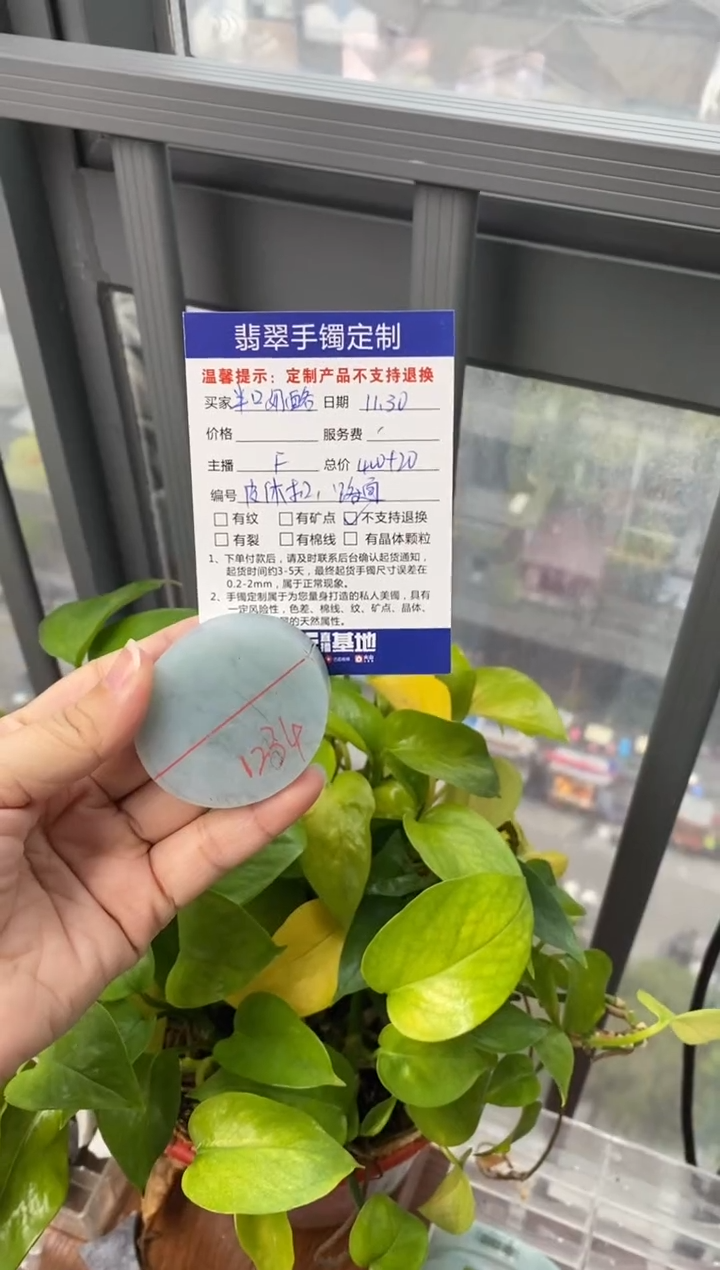 翡翠手镯定制
温馨提示：定制产品不支持退换
买家 半口奶酪 日期 11.30
价格 服务费
主播 F 总价 400+20
编号
□有纹 □有矿点 ☑不支持退换
□有裂 □有棉线 □有晶体颗粒
1、下单付款后，请及时联系后台确认起货通知，
起货时间约3-5天，最终起货手镯尺寸误差在
0.2-2mm，属于正常现象。
2、手镯定制属于为您量身打造的私人美镯，具有
一定风险性，色差、棉线、纹、矿点、晶体、
的天然属性。
基地